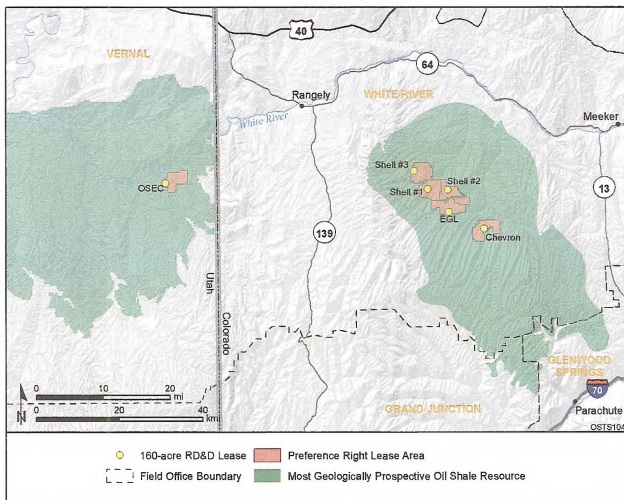 40
VERNAL
64
Rangely
WHITE RIVER
White River
Meeker
Shell #3
OSEC
Shell #1
Shell #2
13
EGL
139
Chevron
Utah
Colorado
GLENWOOD
SPRINGS
N
0 10 20
mi
0 20 40
km
70
GRAND JUNCTION
Parachute
OSTS104
160-acre RD&D Lease
Preference Right Lease Area
Field Office Boundary
Most Geologically Prospective Oil Shale Resource